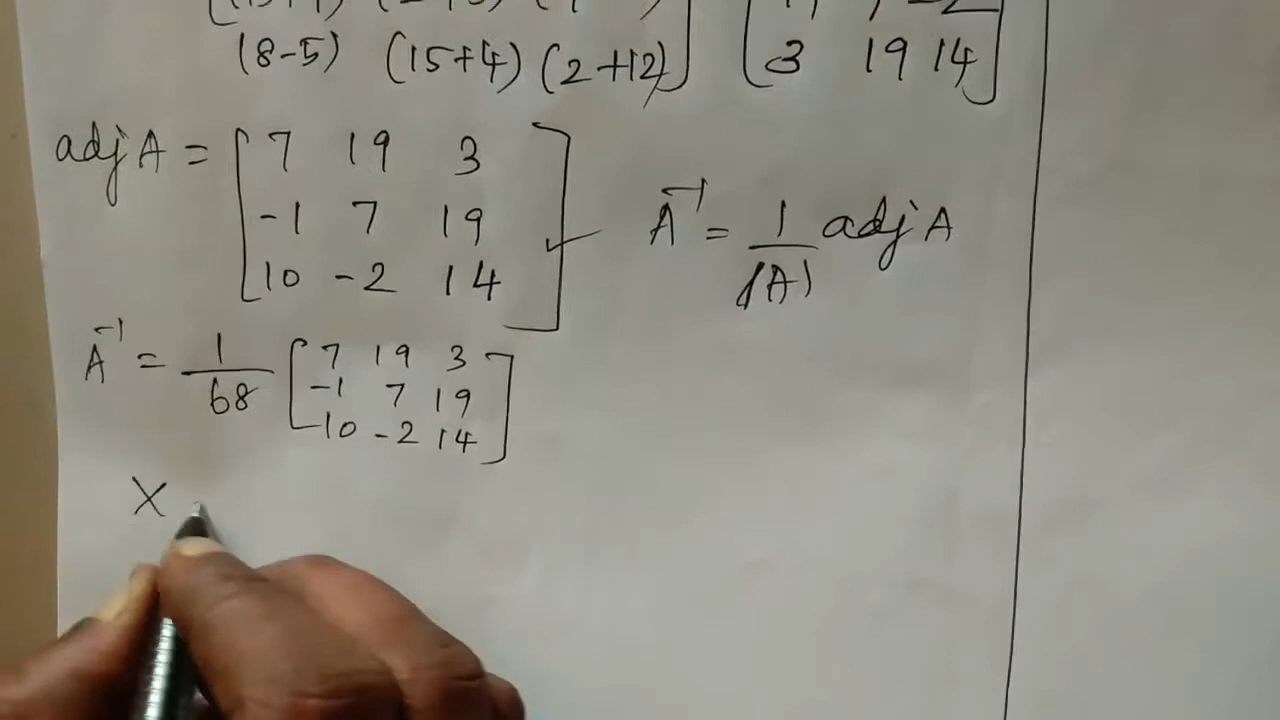 (8-5) (15+4) (2+12)] 3 19 14]
adj A = [7 19 3
-1 7 19
10 -2 14]
A⁻¹ = 1/|A| adj A
A⁻¹ = 1/68 [7 19 3
-1 7 19
10 -2 14]
X